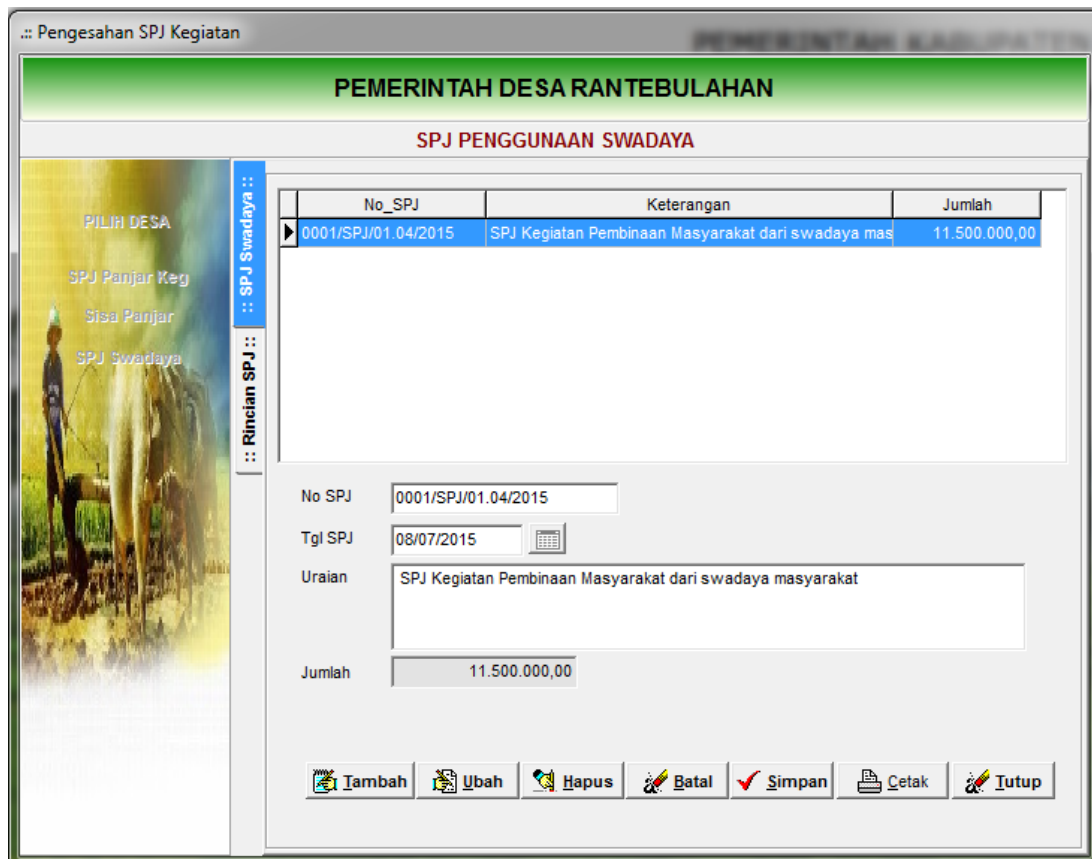 .:: Pengesahan SPJ Kegiatan
PEMERINTAH KABUPATEN
PEMERINTAH DESA RANTEBULAHAN
SPJ PENGGUNAAN SWADAYA
PILIH DESA
SPJ Panjar Keg
Sisa Panjar
SPJ Swadaya
:: SPJ Swadaya ::
:: Rincian SPJ ::
No_SPJ Keterangan Jumlah
0001/SPJ/01.04/2015 SPJ Kegiatan Pembinaan Masyarakat dari swadaya mas 11.500.000,00
No SPJ 0001/SPJ/01.04/2015
Tgl SPJ 08/07/2015
Uraian SPJ Kegiatan Pembinaan Masyarakat dari swadaya masyarakat
Jumlah 11.500.000,00
Tambah Ubah Hapus Batal Simpan Cetak Tutup